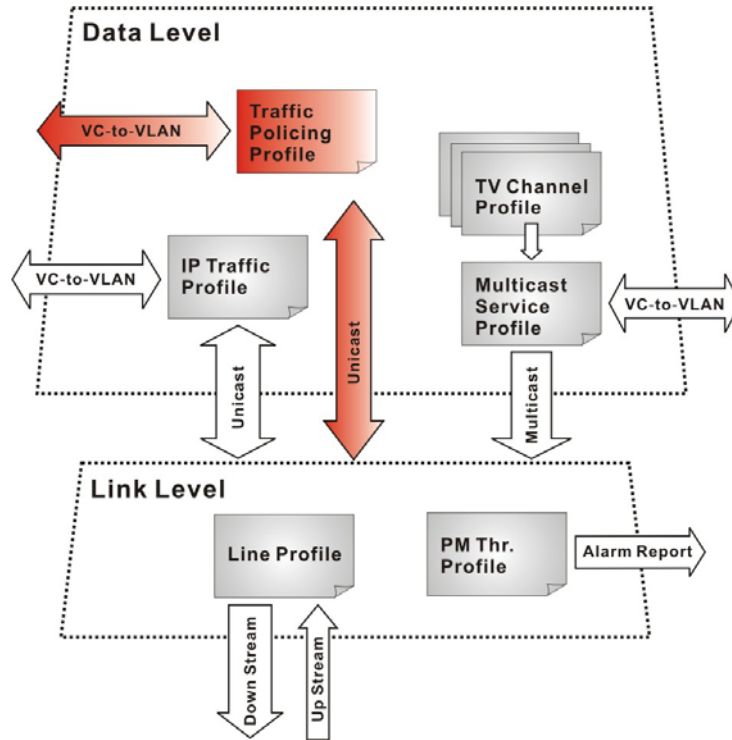 Data Level
VC-to-VLAN
Traffic
Policing
Profile
TV Channel
Profile
VC-to-VLAN
IP Traffic
Profile
Multicast
Service
Profile
VC-to-VLAN
Unicast
Unicast
Multicast
Link Level
Line Profile
PM Thr.
Profile
Alarm Report
Down Stream
Up Stream